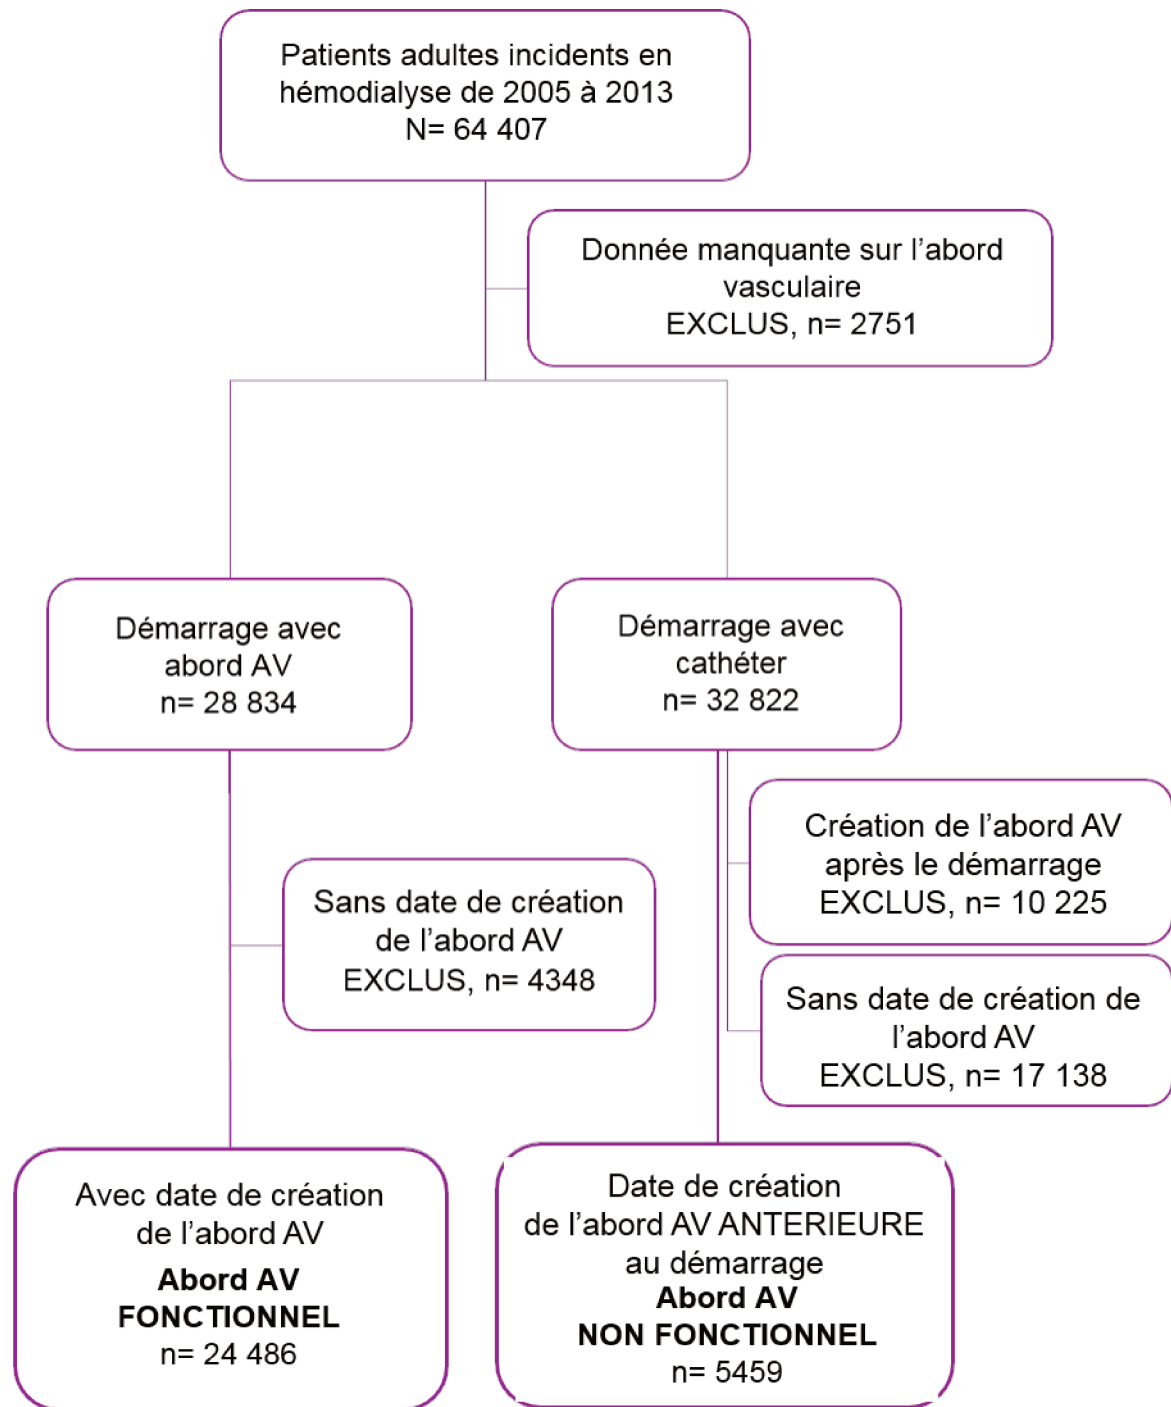 Patients adultes incidents en
hémodialyse de 2005 à 2013
N= 64 407
Donnée manquante sur l’abord
vasculaire
EXCLUS, n= 2751
Démarrage avec
abord AV
n= 28 834
Démarrage avec
cathéter
n= 32 822
Création de l’abord AV
après le démarrage
EXCLUS, n= 10 225
Sans date de création
de l’abord AV
EXCLUS, n= 4348
Sans date de création de
l’abord AV
EXCLUS, n= 17 138
Avec date de création
de l’abord AV
Abord AV
FONCTIONNEL
n= 24 486
Date de création
de l’abord AV ANTERIEURE
au démarrage
Abord AV
NON FONCTIONNEL
n= 5459